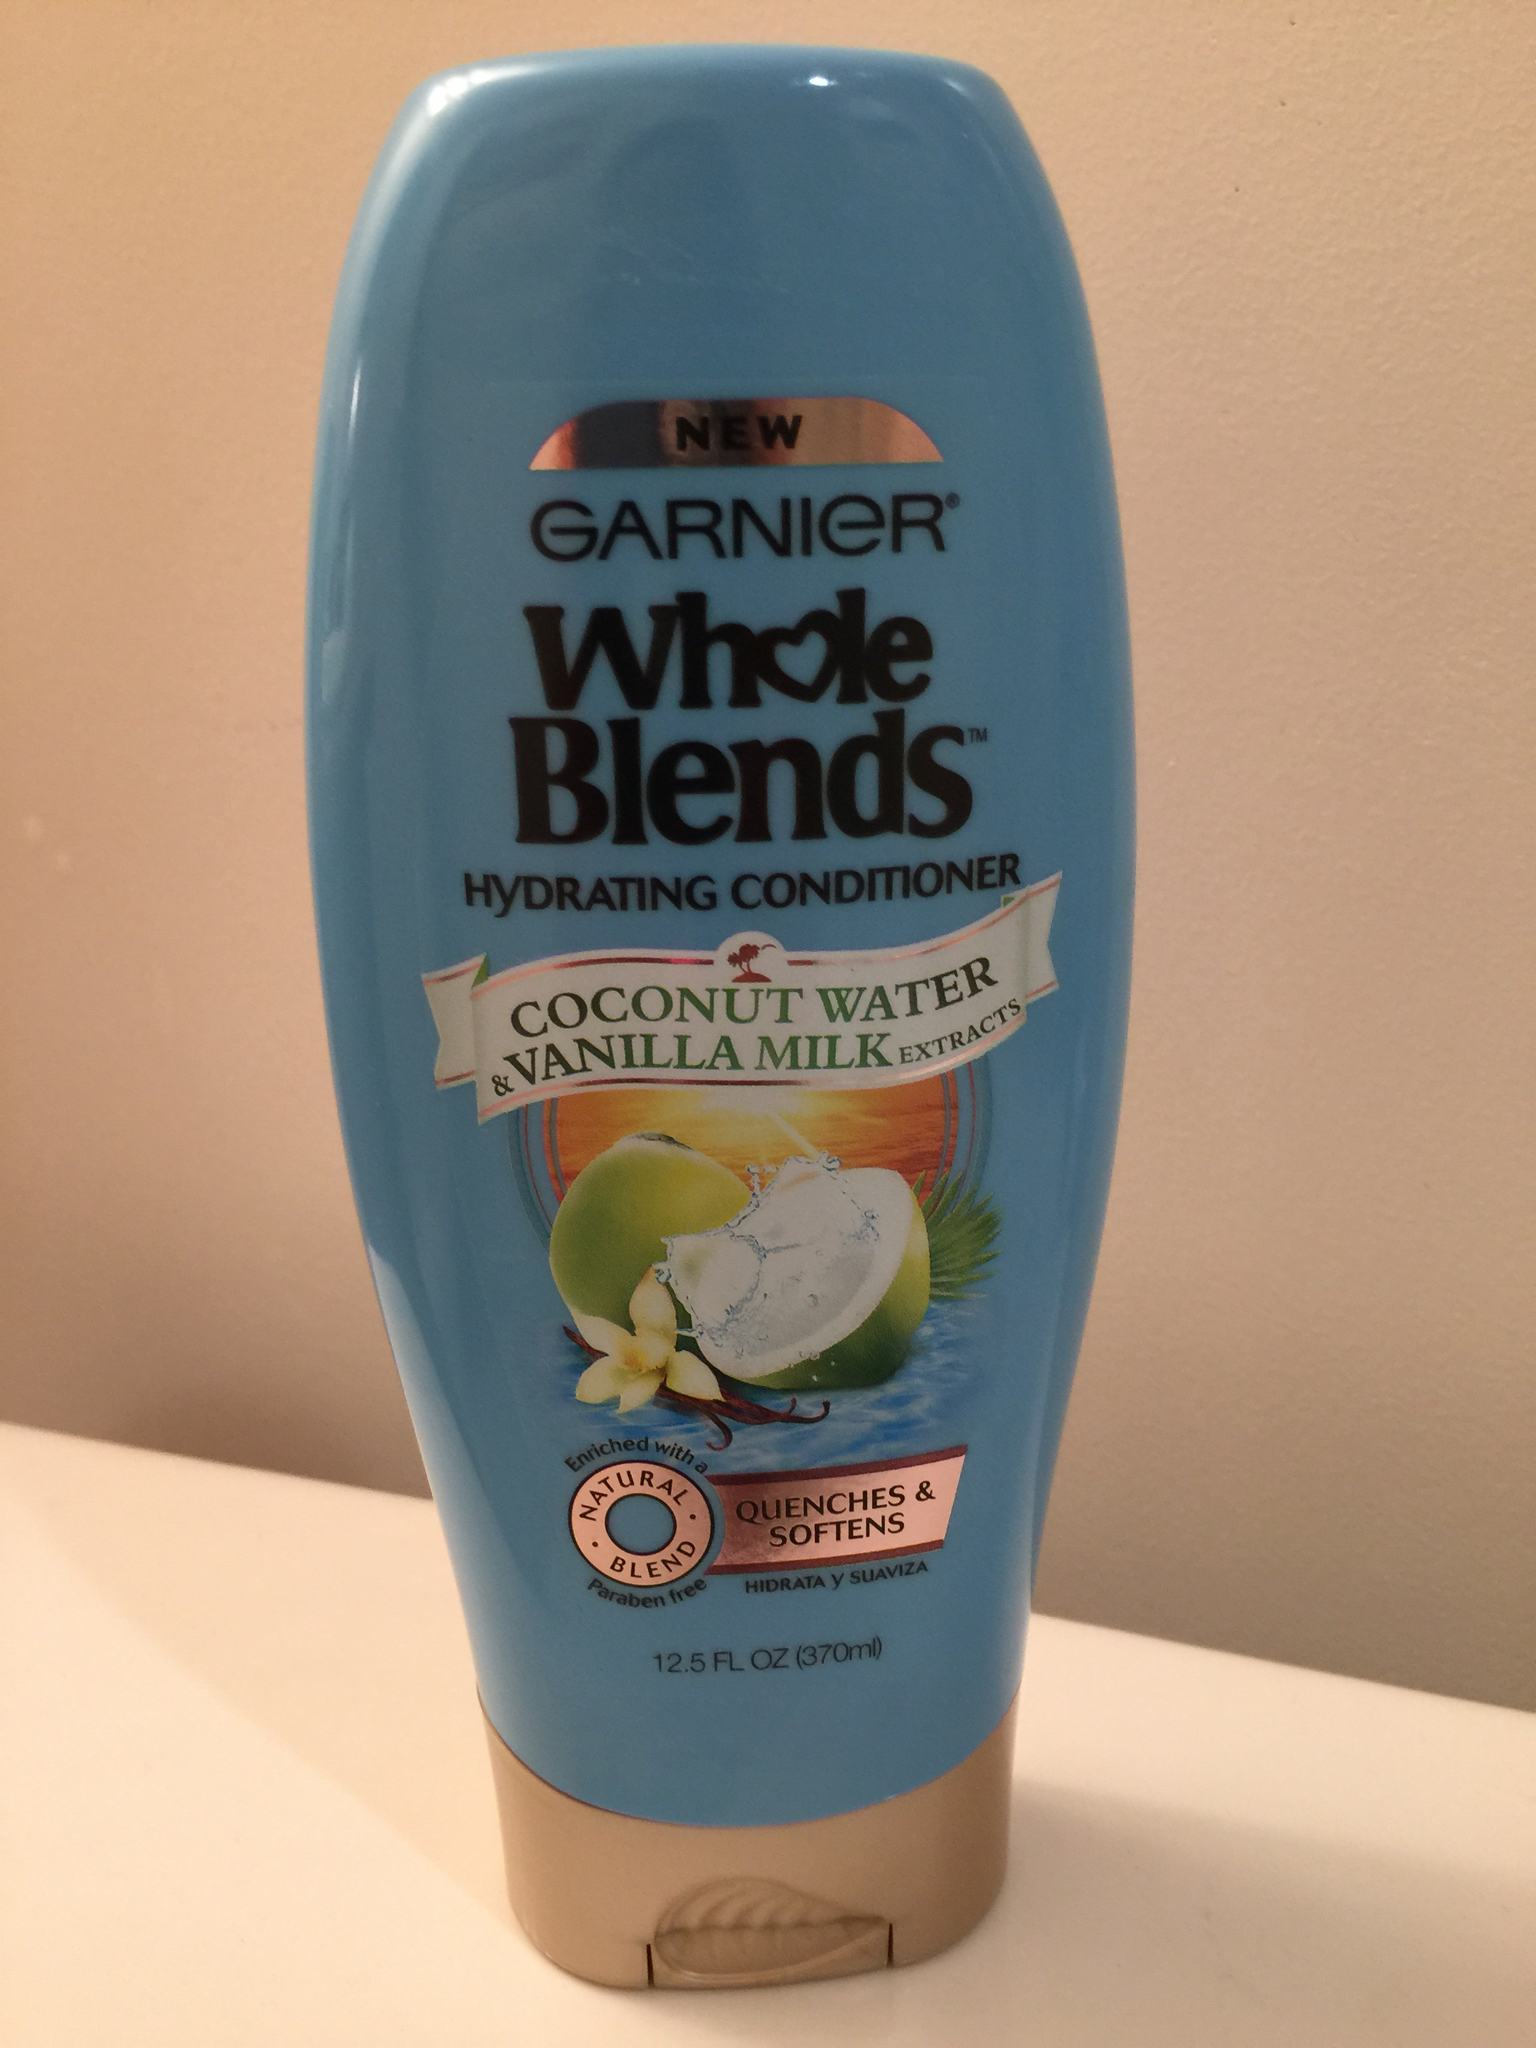 NEW
GARNIER®
Whole
Blends™
HYDRATING CONDITIONER
COCONUT WATER
& VANILLA MILK EXTRACTS
Enriched with a
NATURAL
· BLEND ·
Paraben free
QUENCHES &
SOFTENS
HIDRATA y SUAVIZA
12.5 FL OZ (370ml)